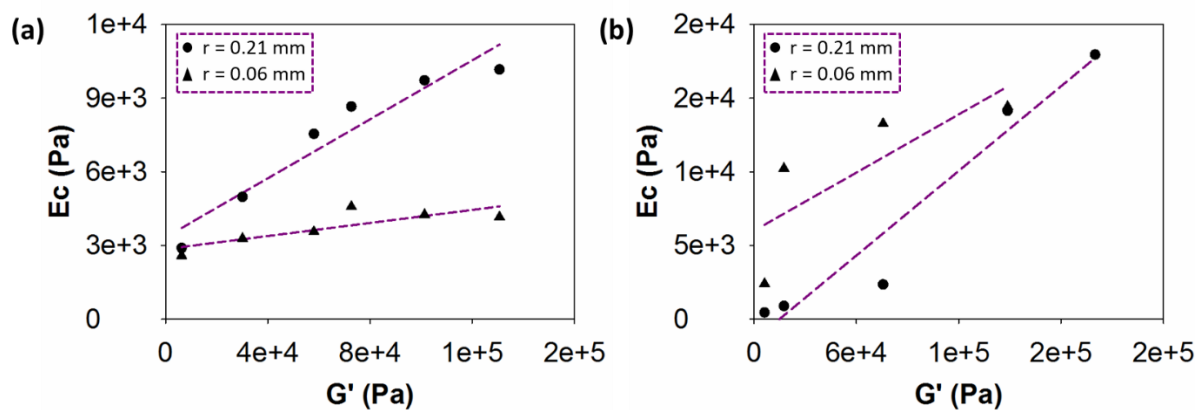 (a)
1e+4
9e+3
6e+3
3e+3
0
Ec (Pa)
r = 0.21 mm
r = 0.06 mm
0
4e+4
8e+4
1e+5
2e+5
G' (Pa)
(b)
2e+4
2e+4
1e+4
5e+3
0
Ec (Pa)
r = 0.21 mm
r = 0.06 mm
0
6e+4
1e+5
2e+5
2e+5
G' (Pa)